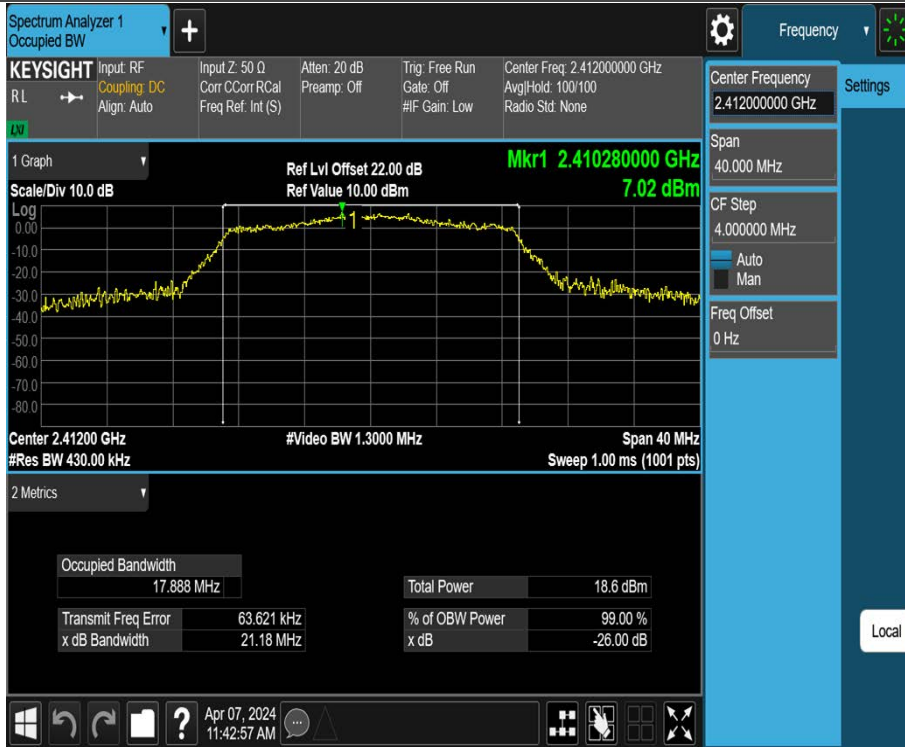 Spectrum Analyzer 1
Occupied BW
+
Frequency
KEYSIGHT
R L
LXI
Input: RF
Coupling: DC
Align: Auto
Input Z: 50 Ω
Corr CCorr RCal
Freq Ref: Int (S)
Atten: 20 dB
Preamp: Off
Trig: Free Run
Gate: Off
#IF Gain: Low
Center Freq: 2.412000000 GHz
Avg|Hold: 100/100
Radio Std: None
Center Frequency
2.412000000 GHz
Settings
Span
40.000 MHz
CF Step
4.000000 MHz
Auto
Man
Freq Offset
0 Hz
Local
1 Graph
Scale/Div 10.0 dB
Ref Lvl Offset 22.00 dB
Ref Value 10.00 dBm
Mkr1 2.410280000 GHz
7.02 dBm
Log
0.00
-10.0
-20.0
-30.0
-40.0
-50.0
-60.0
-70.0
-80.0
1
Center 2.41200 GHz
#Video BW 1.3000 MHz
Span 40 MHz
#Res BW 430.00 kHz
Sweep 1.00 ms (1001 pts)
2 Metrics
Occupied Bandwidth
17.888 MHz
Total Power 18.6 dBm
Transmit Freq Error 63.621 kHz
% of OBW Power 99.00 %
x dB Bandwidth 21.18 MHz
x dB -26.00 dB
?
Apr 07, 2024
11:42:57 AM